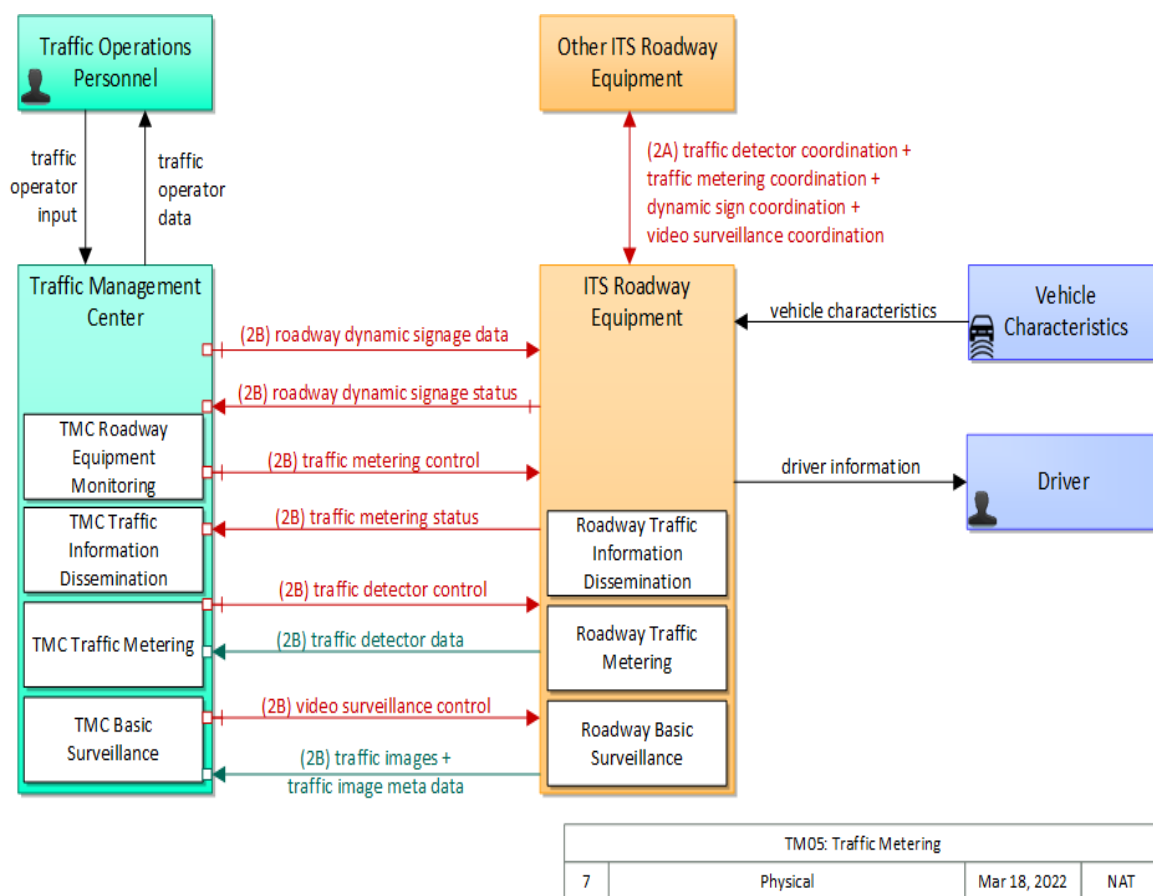 Traffic Operations
Personnel
Other ITS Roadway
Equipment
traffic
operator
input
traffic
operator
data
(2A) traffic detector coordination +
traffic metering coordination +
dynamic sign coordination +
video surveillance coordination
Traffic Management
Center
ITS Roadway
Equipment
Vehicle
Characteristics
vehicle characteristics
(2B) roadway dynamic signage data
(2B) roadway dynamic signage status
TMC Roadway
Equipment
Monitoring
(2B) traffic metering control
driver information
Driver
(2B) traffic metering status
TMC Traffic
Information
Dissemination
Roadway Traffic
Information
Dissemination
(2B) traffic detector control
TMC Traffic Metering
(2B) traffic detector data
Roadway Traffic
Metering
(2B) video surveillance control
TMC Basic
Surveillance
Roadway Basic
Surveillance
(2B) traffic images +
traffic image meta data
TM05: Traffic Metering
7 Physical Mar 18, 2022 NAT